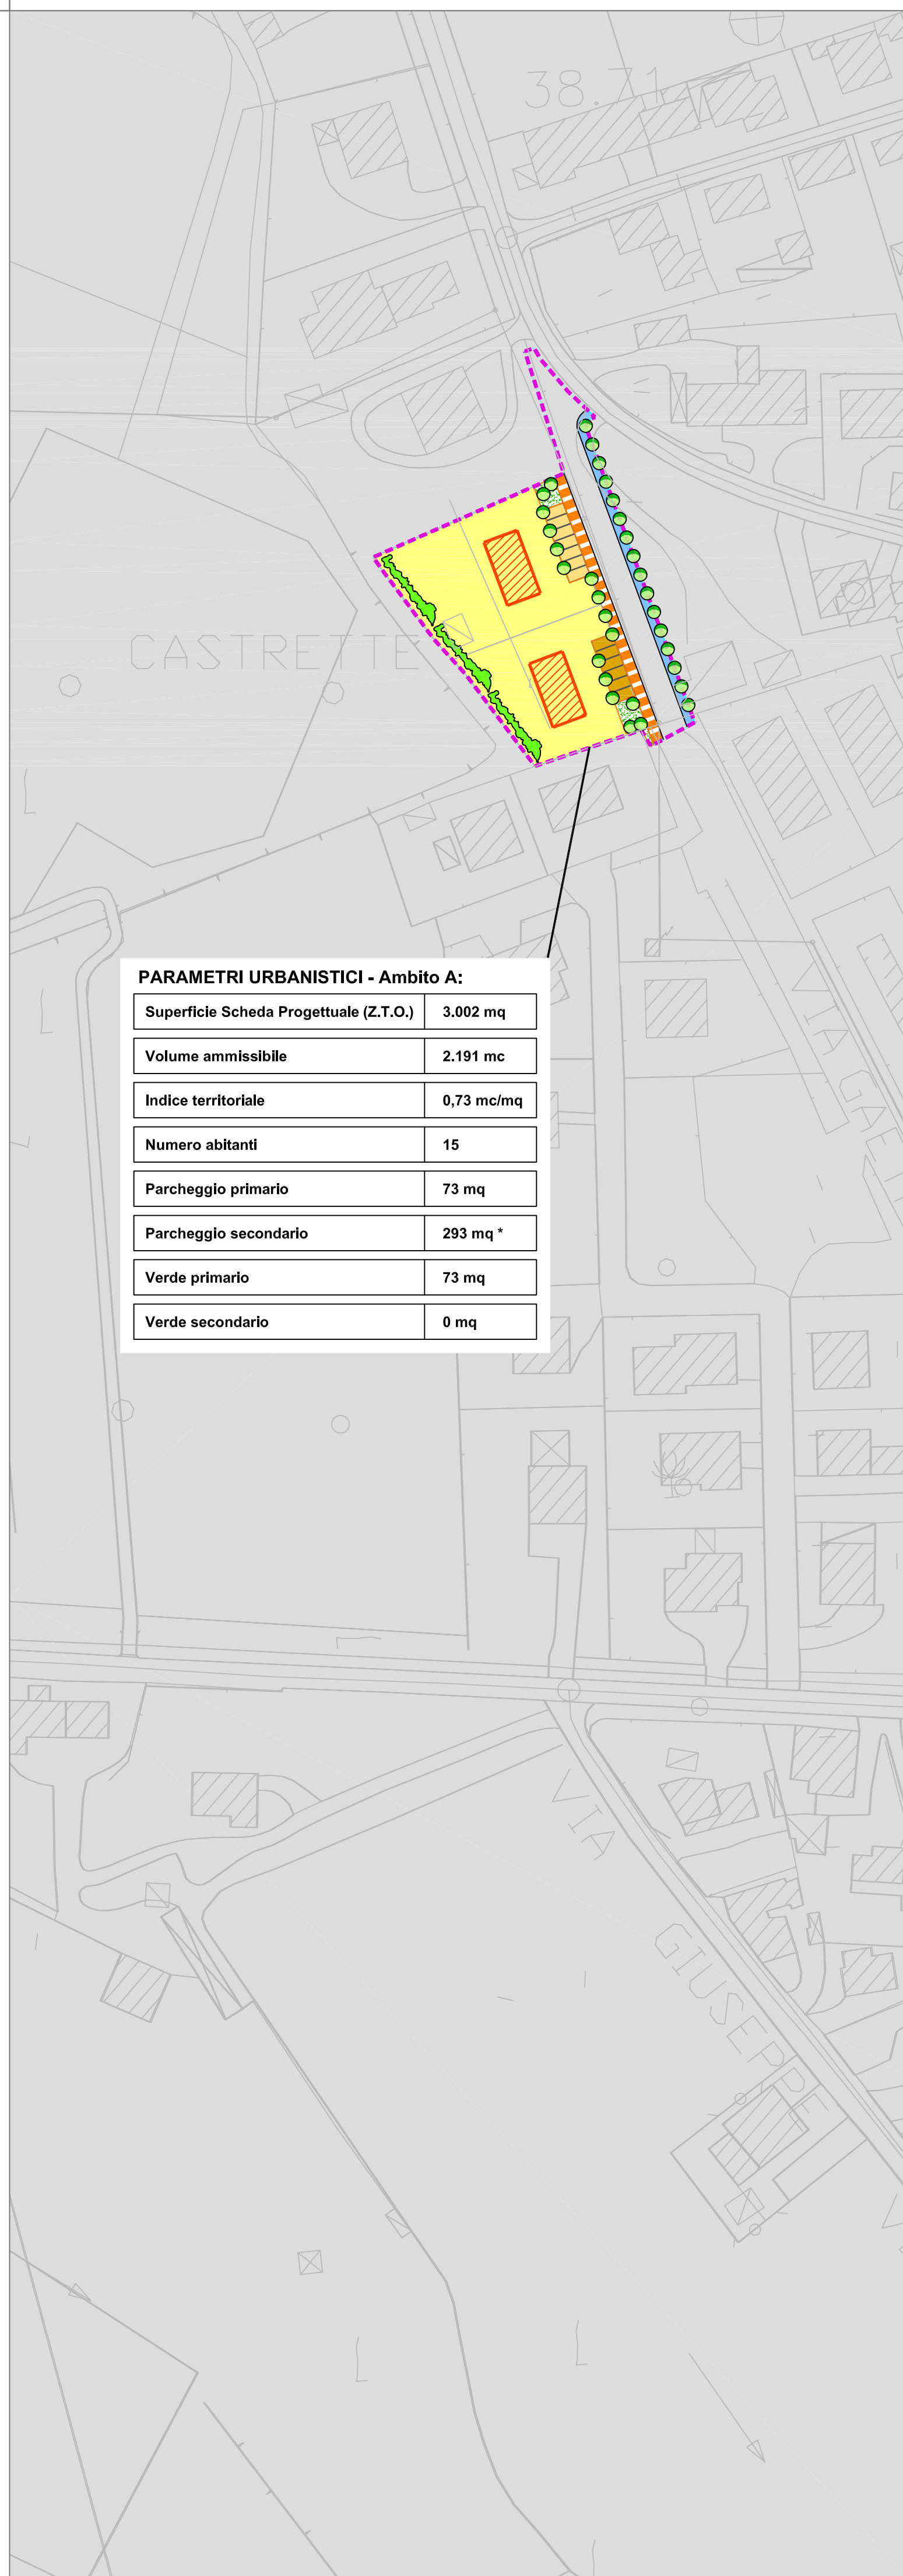 38.71
CASTRETTE
PARAMETRI URBANISTICI - Ambito A:
Superficie Scheda Progettuale (Z.T.O.) 3.002 mq
Volume ammissibile 2.191 mc
Indice territoriale 0,73 mc/mq
Numero abitanti 15
Parcheggio primario 73 mq
Parcheggio secondario 293 mq *
Verde primario 73 mq
Verde secondario 0 mq
VIA
VIA
GIUSEPPE